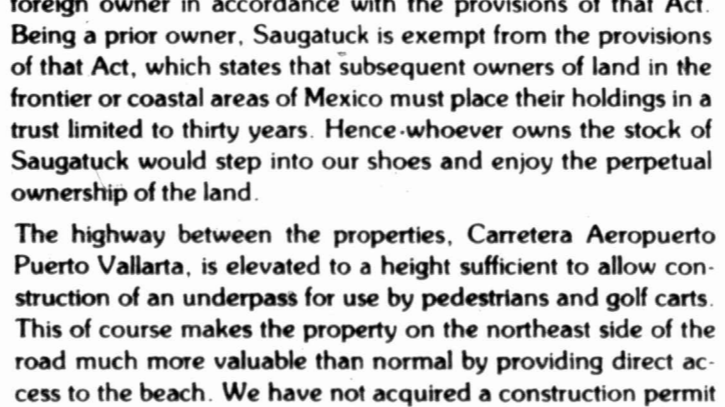 foreign owner in accordance with the provisions of that Act.
Being a prior owner, Saugatuck is exempt from the provisions
of that Act, which states that subsequent owners of land in the
frontier or coastal areas of Mexico must place their holdings in a
trust limited to thirty years. Hence·whoever owns the stock of
Saugatuck would step into our shoes and enjoy the perpetual
ownership of the land.
The highway between the properties, Carretera Aeropuerto
Puerto Vallarta, is elevated to a height sufficient to allow con-
struction of an underpass for use by pedestrians and golf carts.
This of course makes the property on the northeast side of the
road much more valuable than normal by providing direct ac-
cess to the beach. We have not acquired a construction permit